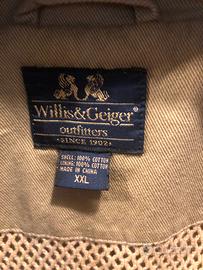 Willis & Geiger
outfitters
• SINCE 1902 •
SHELL: 100% COTTON
LINING: 100% COTTON
MADE IN CHINA
XXL